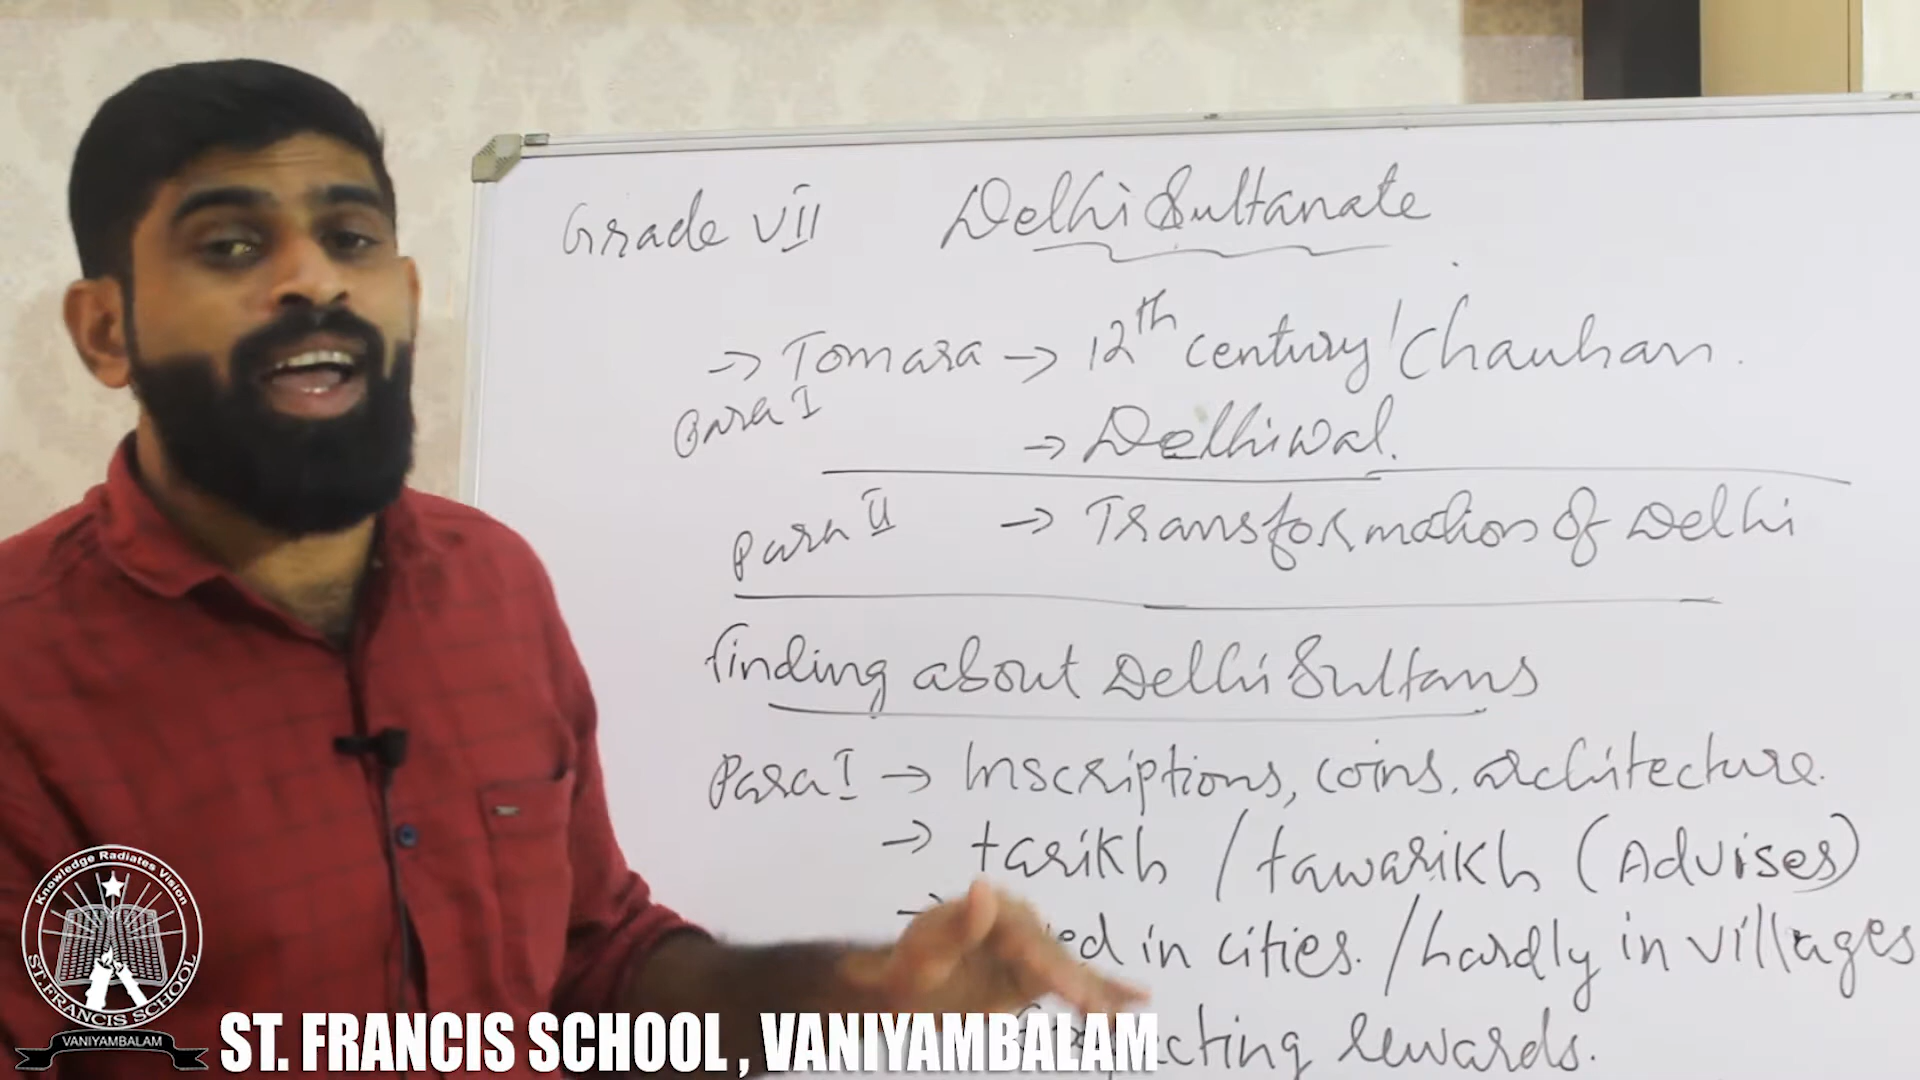 Grade VII Delhi Sultanate
→ Tomara → 12th century Chauhan.
Para I → Delhiwal.
Para II → Transformation of Delhi
finding about Delhi Sultans
Para I → Inscriptions, coins, architecture.
→ tarikh / tawarikh (Advises)
→ in cities. / hardly in villages
rewards.
Knowledge Radiates Vision
ST. FRANCIS SCHOOL
VANIYAMBALAM
ST. FRANCIS SCHOOL, VANIYAMBALAM